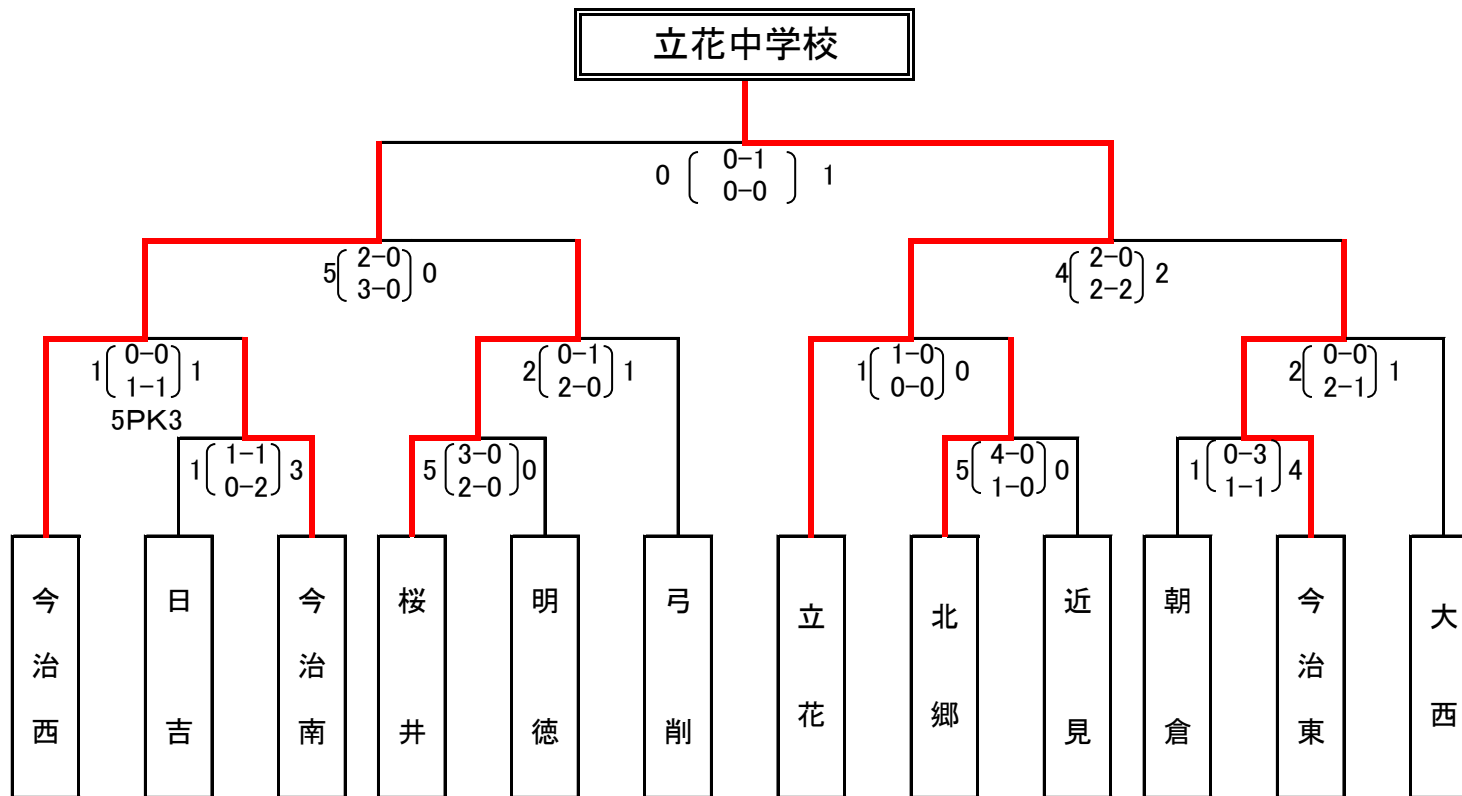 立花中学校
0 ( 0-1 ) 1
0-0
5 ( 2-0 ) 0
3-0
4 ( 2-0 ) 2
2-2
1 ( 0-0 ) 1
1-1
5PK3
2 ( 0-1 ) 1
2-0
1 ( 1-0 ) 0
0-0
2 ( 0-0 ) 1
2-1
1 ( 1-1 ) 3
0-2
5 ( 3-0 ) 0
2-0
5 ( 4-0 ) 0
1-0
1 ( 0-3 ) 4
1-1
今治西
日吉
今治南
桜井
明徳
弓削
立花
北郷
近見
朝倉
今治東
大西